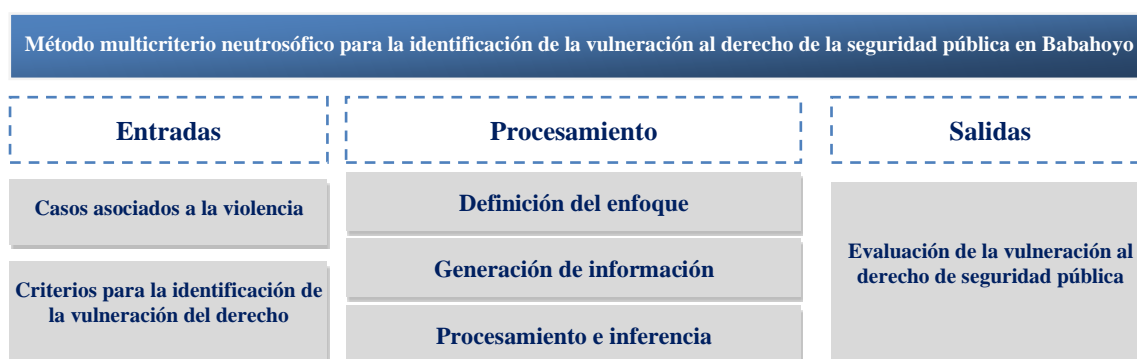 Método multicriterio neutrosófico para la identificación de la vulneración al derecho de la seguridad pública en Babahoyo
Entradas
Casos asociados a la violencia
Criterios para la identificación de
la vulneración del derecho
Procesamiento
Definición del enfoque
Generación de información
Procesamiento e inferencia
Salidas
Evaluación de la vulneración al
derecho de seguridad pública